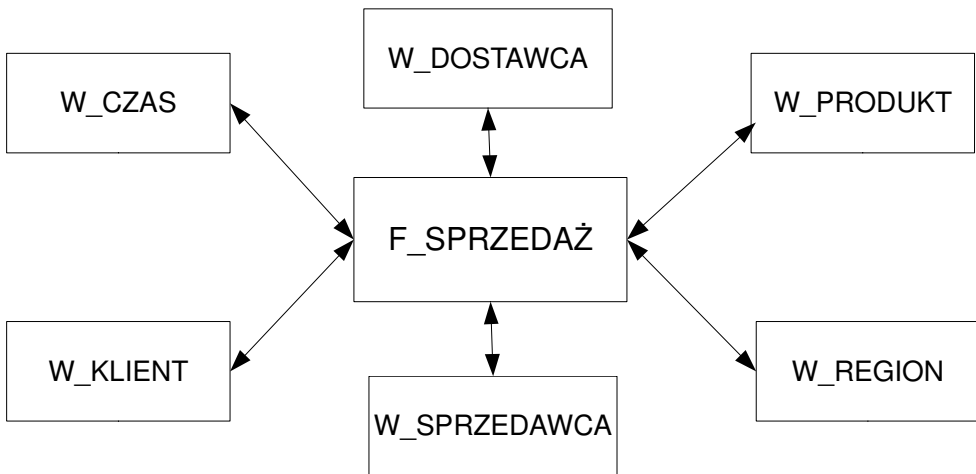 W_DOSTAWCA
W_CZAS
W_PRODUKT
F_SPRZEDAŻ
W_KLIENT
W_REGION
W_SPRZEDAWCA